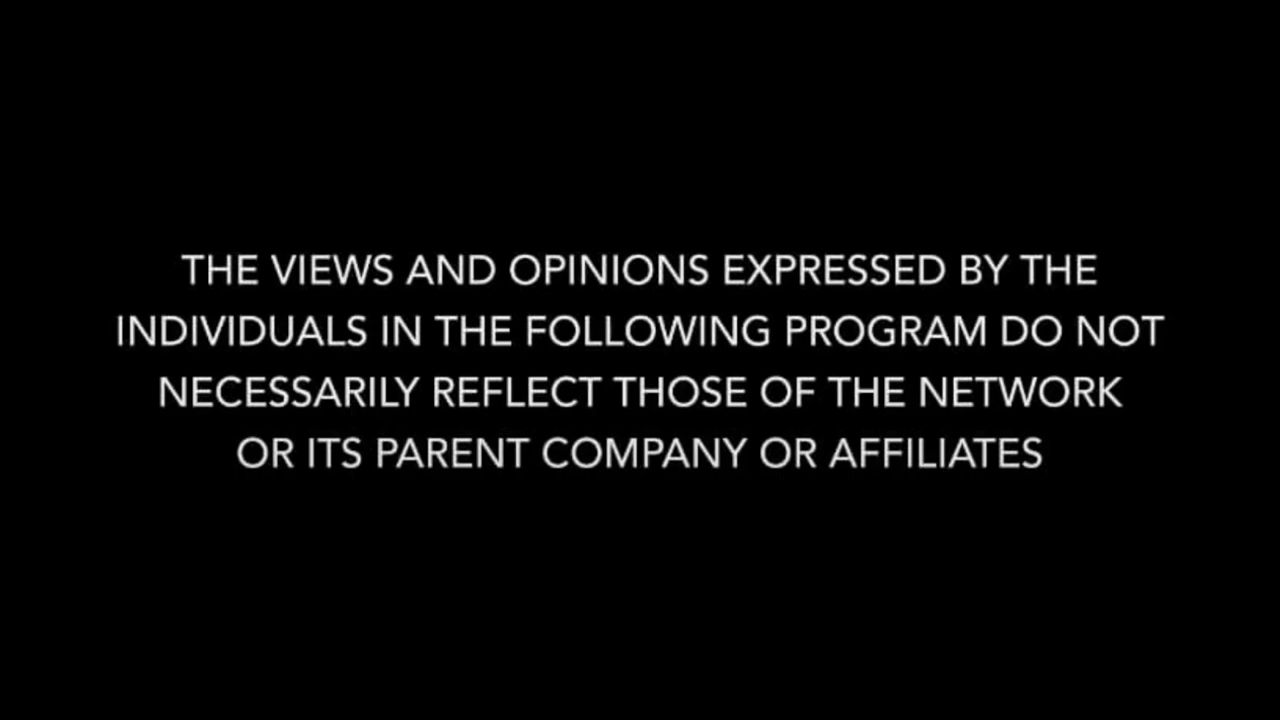 THE VIEWS AND OPINIONS EXPRESSED BY THE
INDIVIDUALS IN THE FOLLOWING PROGRAM DO NOT
NECESSARILY REFLECT THOSE OF THE NETWORK
OR ITS PARENT COMPANY OR AFFILIATES